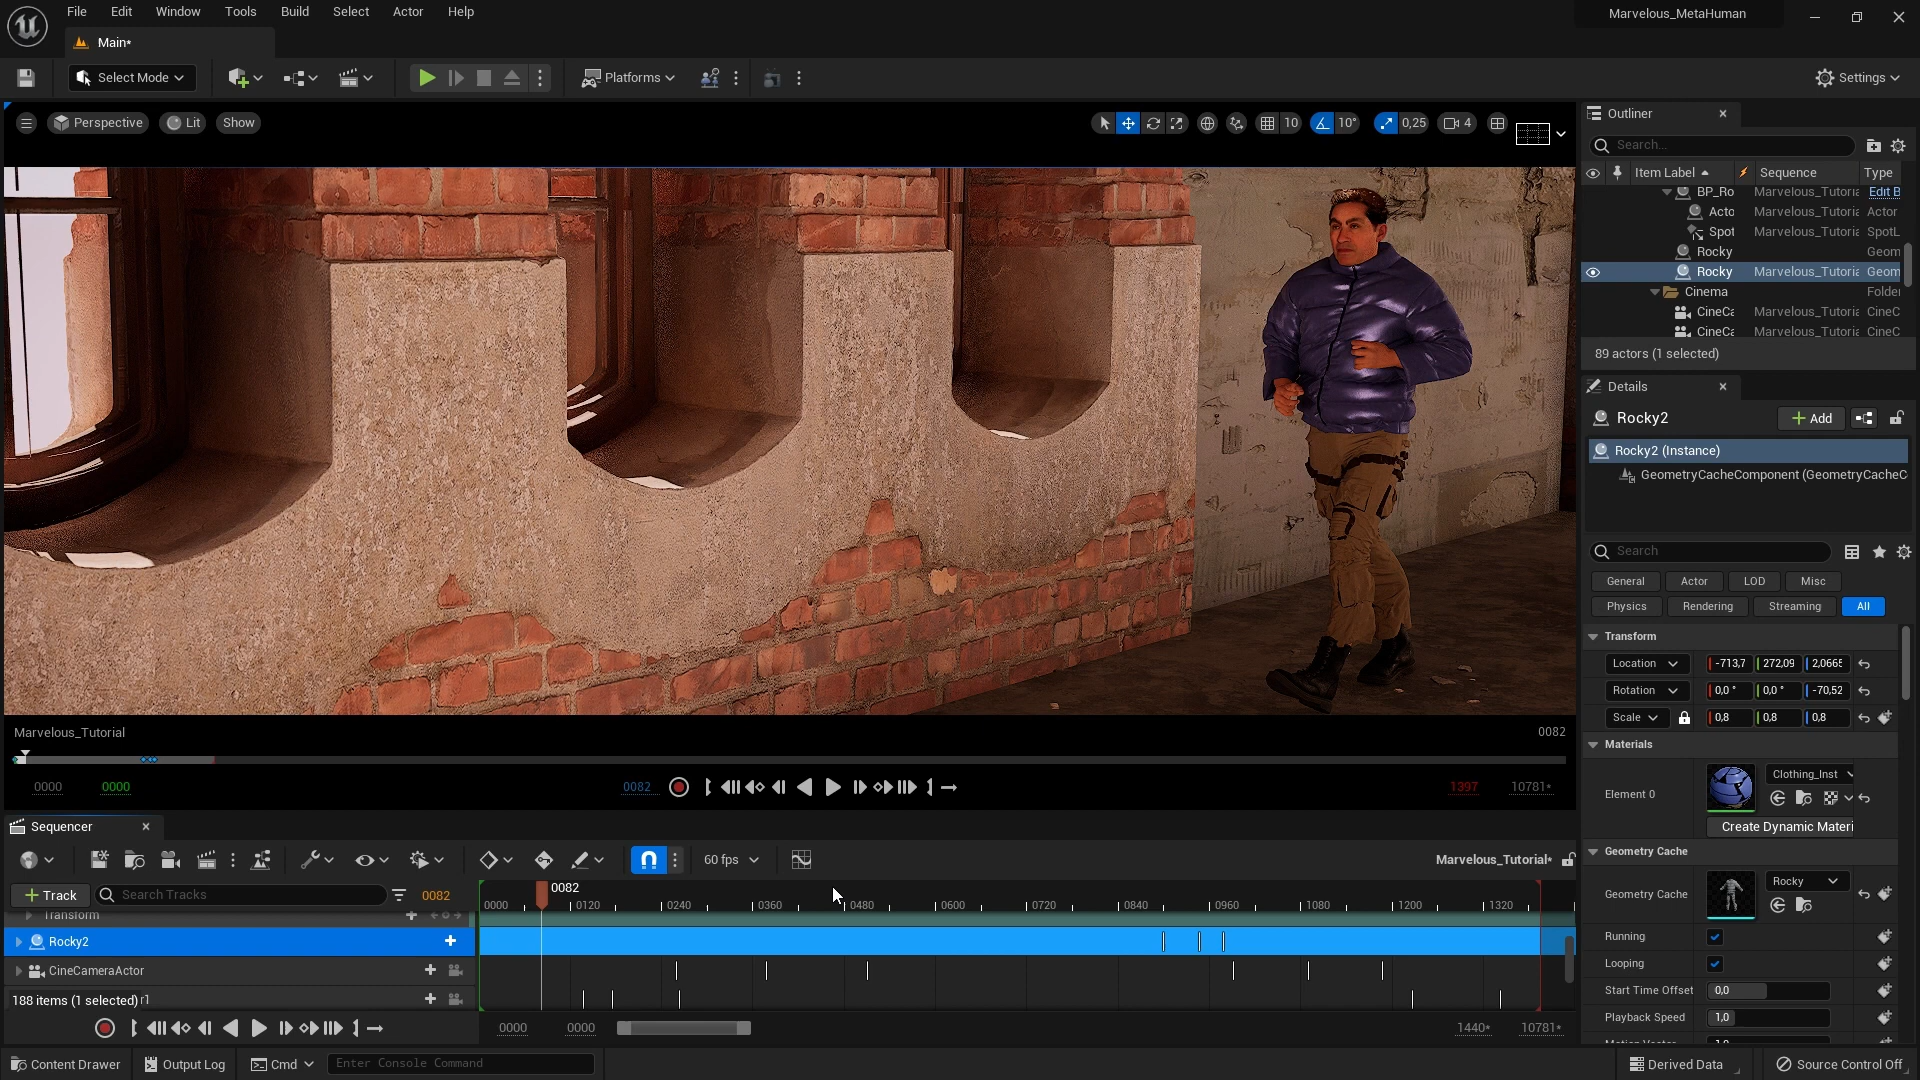 File Edit Window Tools Build Select Actor Help
Marvelous_MetaHuman
Main*
Select Mode
Platforms
Settings
Perspective Lit Show
10 10° 0,25 4
Outliner
Search...
Item Label Sequence Type
BP_Ro Marvelous_Tutoria Edit B
Acto Marvelous_Tutoria Actor
Spot Marvelous_Tutoria SpotL
Rocky Geom
Rocky Marvelous_Tutoria Geom
Cinema Folder
CineCa Marvelous_Tutoria CineC
CineCa Marvelous_Tutoria CineC
89 actors (1 selected)
Details
Rocky2
Add
Rocky2 (Instance)
GeometryCacheComponent (GeometryCacheC
Search
General Actor LOD Misc
Physics Rendering Streaming All
Transform
Location -713,7 272,09 2,0665
Rotation 0,0 ° 0,0 ° -70,52
Scale 0,8 0,8 0,8
Materials
Element 0
Clothing_Inst
Create Dynamic Materi
Geometry Cache
Geometry Cache
Rocky
Running
Looping
Start Time Offset 0,0
Playback Speed 1,0
Marvelous_Tutorial 0082
0000 0000 0082 1397 10781*
Sequencer
60 fps
Marvelous_Tutorial*
Track
Search Tracks
0082
0082
0000 0120 0240 0360 0480 0600 0720 0840 0960 1080 1200 1320
Transform
Rocky2
CineCameraActor
188 items (1 selected) r1
0000 0000 1440* 10781*
Content Drawer Output Log Cmd Enter Console Command
Derived Data Source Control Off